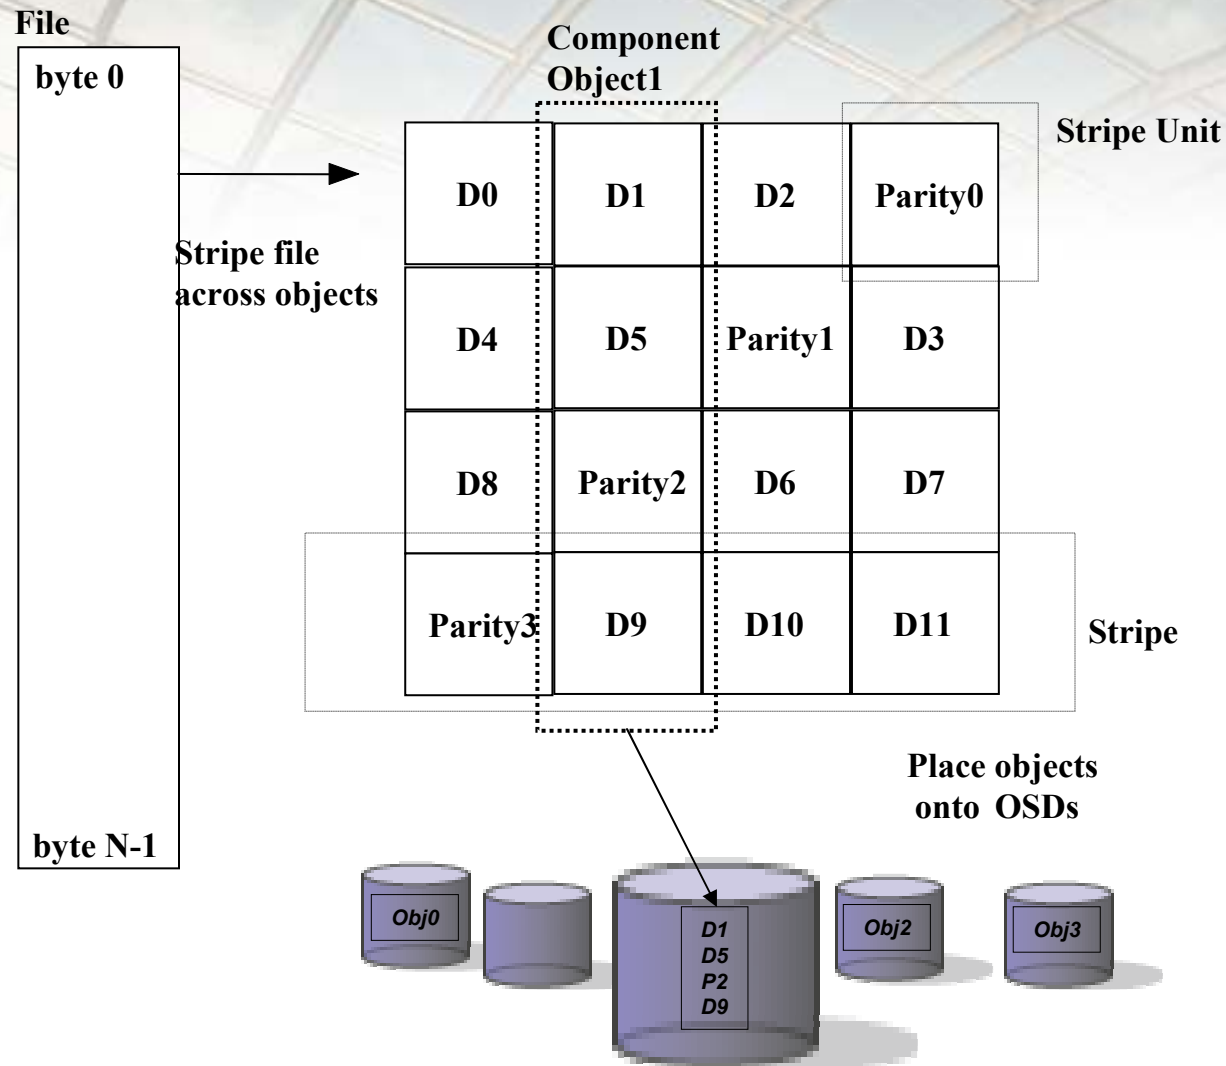 File
byte 0
Component
Object1
Stripe Unit
D0 D1 D2 Parity0
Stripe file
across objects
D4 D5 Parity1 D3
D8 Parity2 D6 D7
Parity3 D9 D10 D11
Stripe
Place objects
onto OSDs
byte N-1
Obj0
D1
D5
P2
D9
Obj2
Obj3